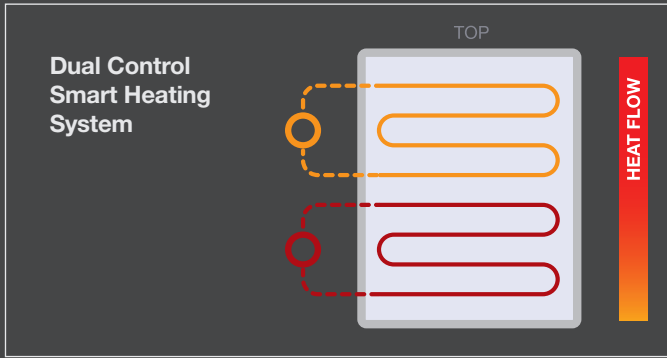 TOP
Dual Control
Smart Heating
System
HEAT FLOW